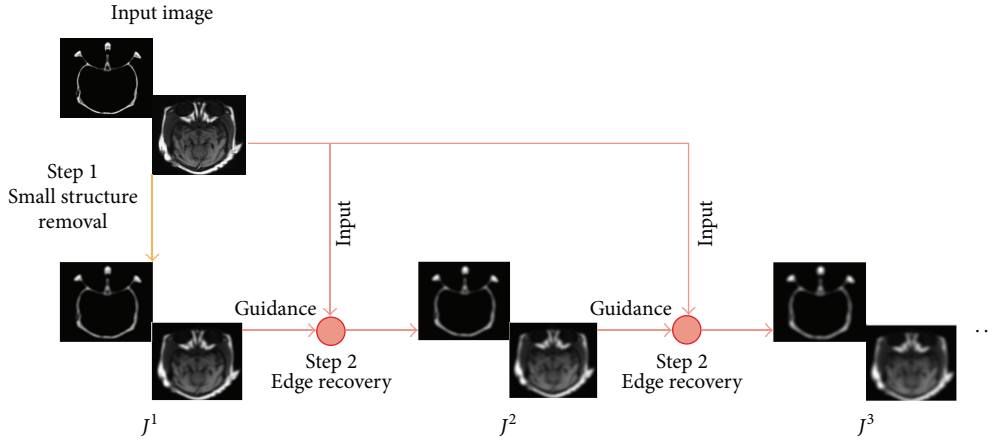 Input image
Step 1
Small structure
removal
Input
Input
Guidance
Guidance
Step 2
Edge recovery
Step 2
Edge recovery
J¹
J²
J³
. .